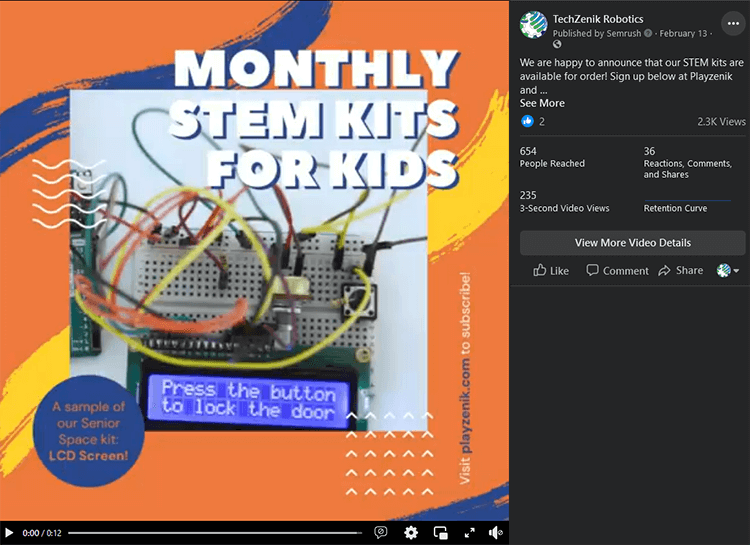 MONTHLY
STEM KITS
FOR KIDS
Press the button
to lock the door
A sample of
our Senior
Space kit:
LCD Screen!
Visit playzenik.com to subscribe!
0:00 / 0:12
TechZenik Robotics
Published by Semrush · February 13 ·
We are happy to announce that our STEM kits are
available for order! Sign up below at Playzenik
and ...
See More
2
2.3K Views
654
People Reached
36
Reactions, Comments,
and Shares
235
3-Second Video Views
Retention Curve
View More Video Details
Like
Comment
Share